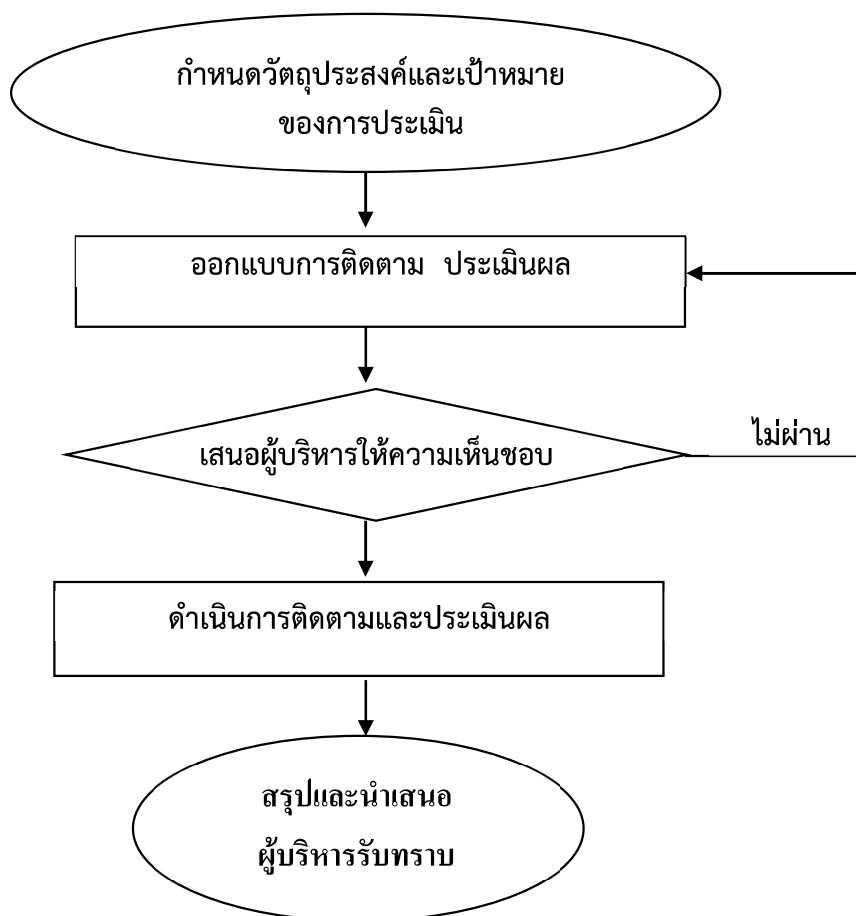 กำหนดวัตถุประสงค์และเป้าหมาย
ของการประเมิน
ออกแบบการติดตาม ประเมินผล
เสนอผู้บริหารให้ความเห็นชอบ
ไม่ผ่าน
ดำเนินการติดตามและประเมินผล
สรุปและนำเสนอ
ผู้บริหารรับทราบ